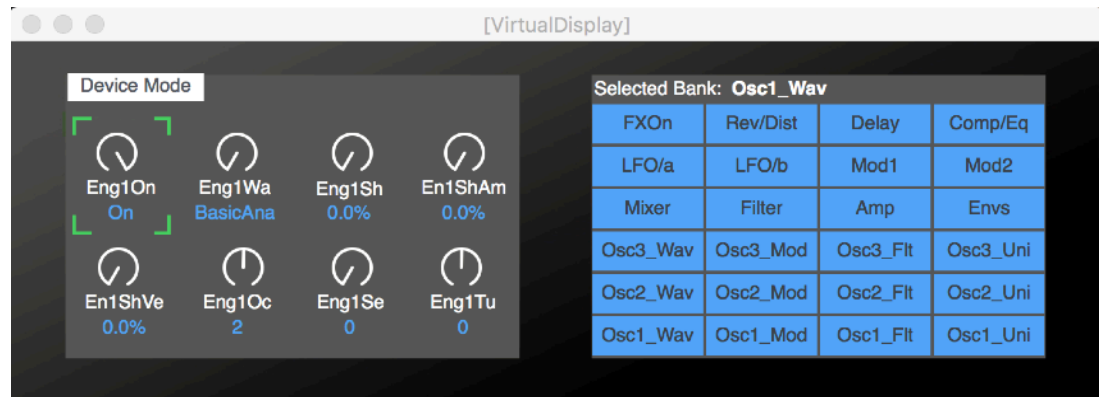 [VirtualDisplay]
Device Mode
Eng1On Eng1Wa Eng1Sh En1ShAm
On BasicAna 0.0% 0.0%
En1ShVe Eng1Oc Eng1Se Eng1Tu
0.0% 2 0 0
Selected Bank: Osc1_Wav
FXOn Rev/Dist Delay Comp/Eq
LFO/a LFO/b Mod1 Mod2
Mixer Filter Amp Envs
Osc3_Wav Osc3_Mod Osc3_Flt Osc3_Uni
Osc2_Wav Osc2_Mod Osc2_Flt Osc2_Uni
Osc1_Wav Osc1_Mod Osc1_Flt Osc1_Uni